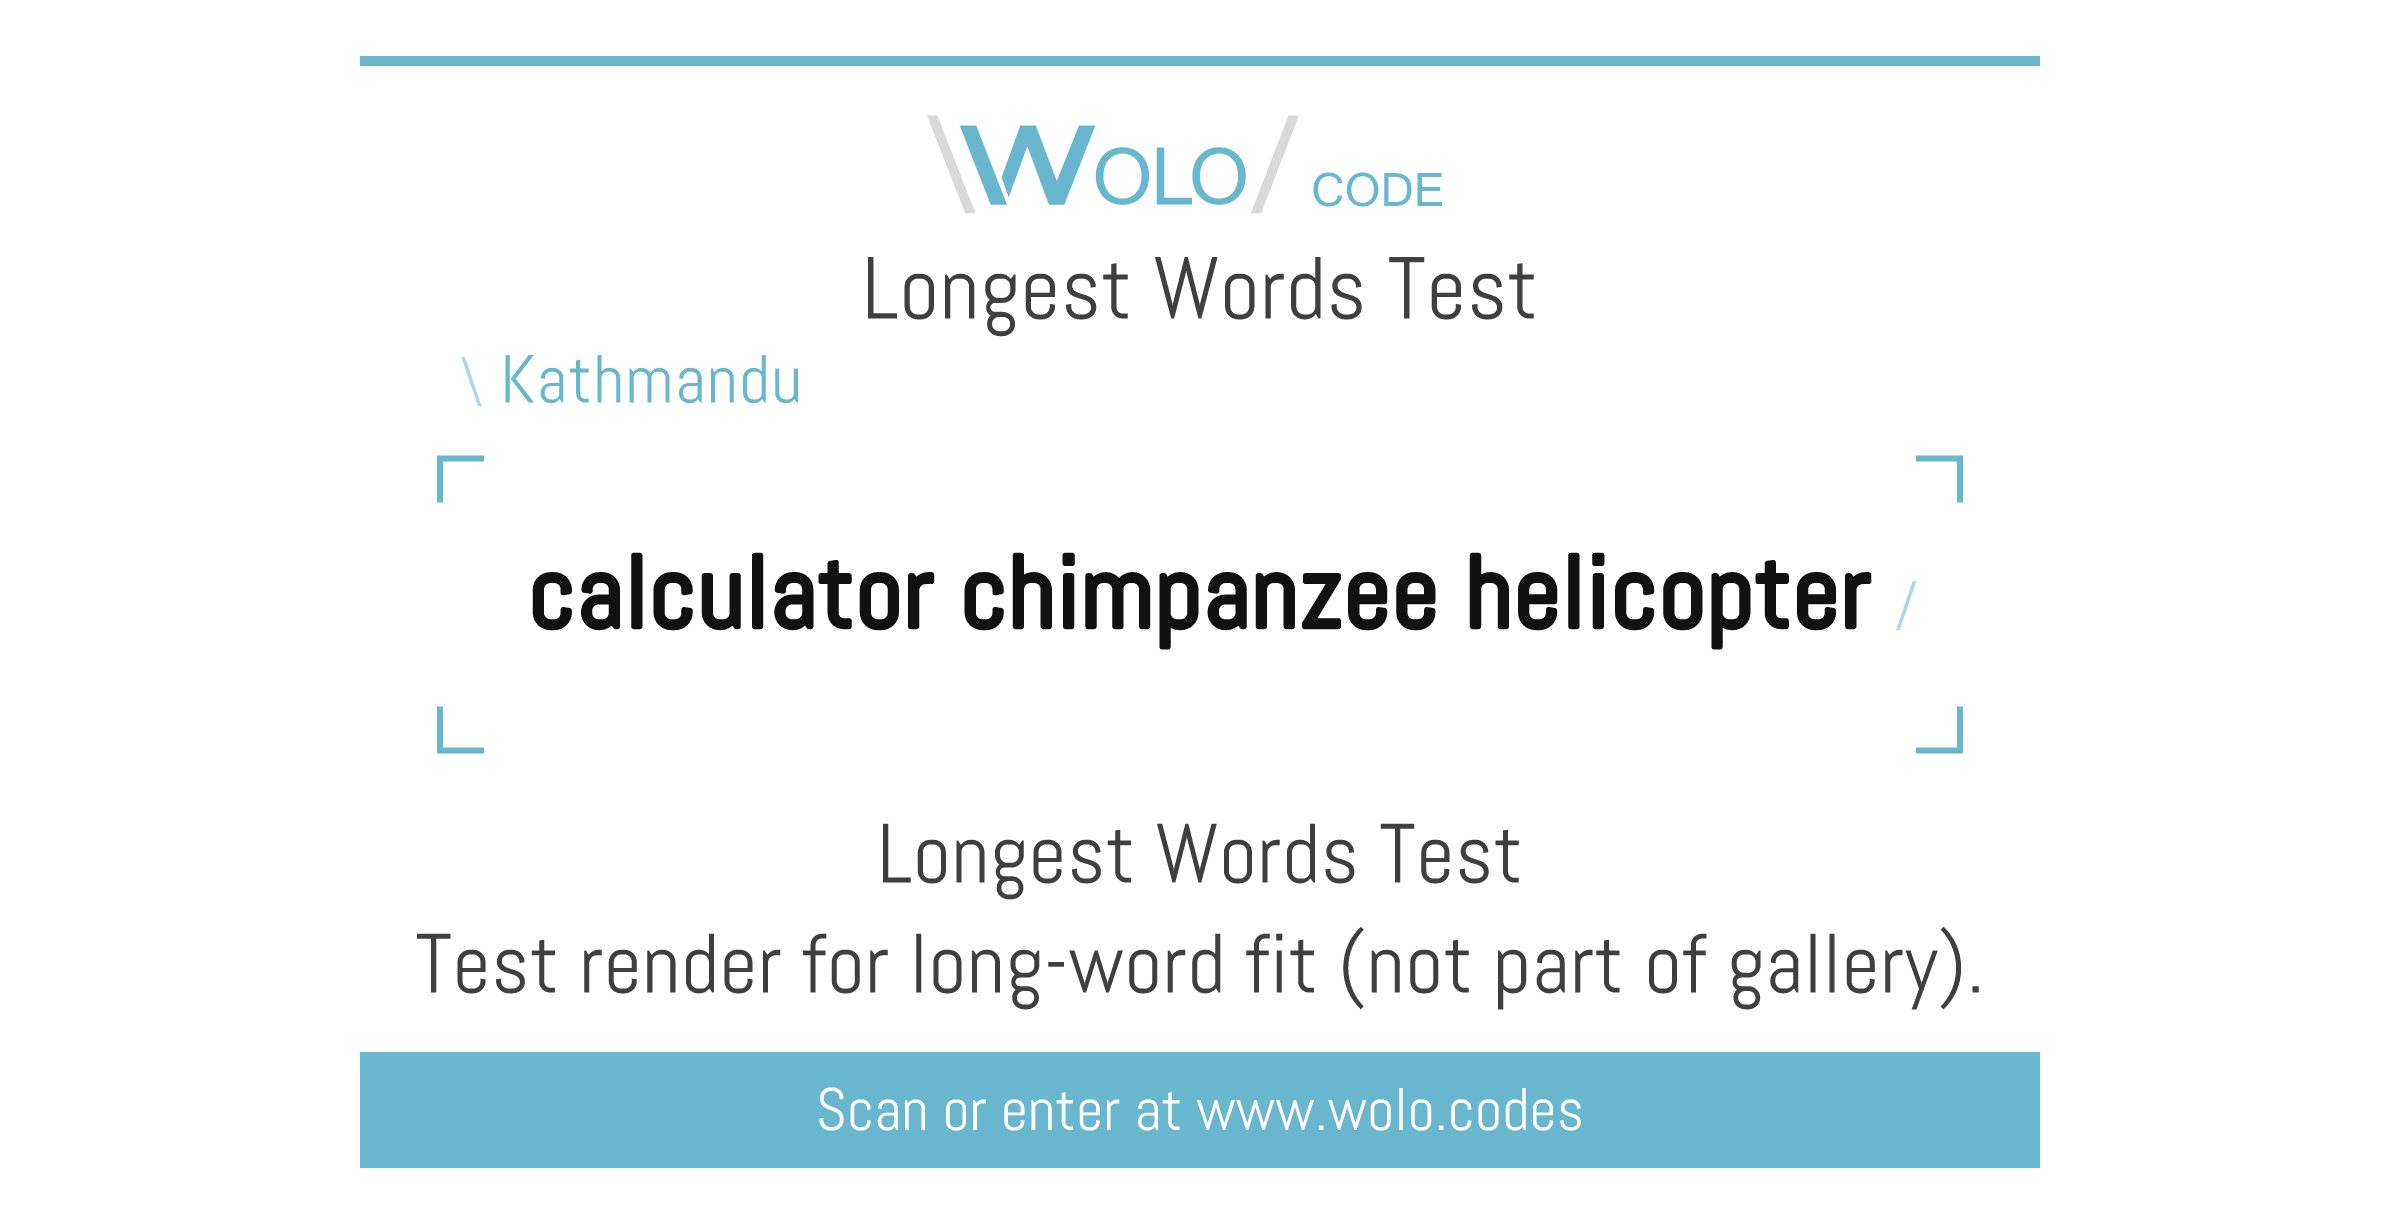 \WOLO/ CODE
Longest Words Test
\ Kathmandu
calculator chimpanzee helicopter /
Longest Words Test
Test render for long-word fit (not part of gallery).
Scan or enter at www.wolo.codes